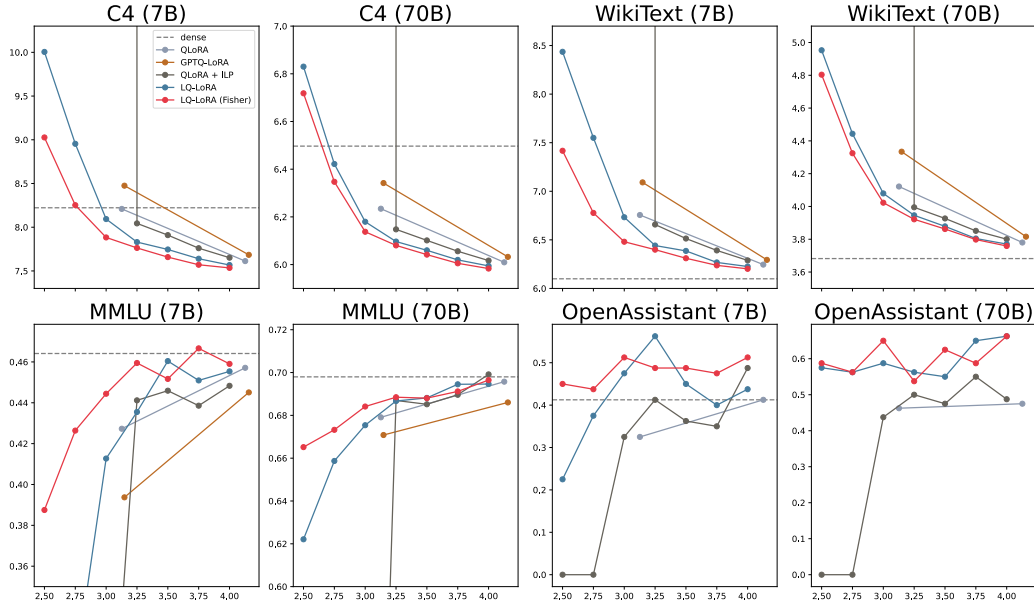 C4 (7B)
10.0
9.5
9.0
8.5
8.0
7.5
dense
QLoRA
GPTQ-LoRA
QLoRA + ILP
LQ-LoRA
LQ-LoRA (Fisher)
C4 (70B)
7.0
6.8
6.6
6.4
6.2
6.0
WikiText (7B)
8.5
8.0
7.5
7.0
6.5
6.0
WikiText (70B)
5.0
4.8
4.6
4.4
4.2
4.0
3.8
3.6
MMLU (7B)
0.46
0.44
0.42
0.40
0.38
0.36
2,50 2,75 3,00 3,25 3,50 3,75 4,00
MMLU (70B)
0.72
0.70
0.68
0.66
0.64
0.62
0.60
2,50 2,75 3,00 3,25 3,50 3,75 4,00
OpenAssistant (7B)
0.5
0.4
0.3
0.2
0.1
0.0
2,50 2,75 3,00 3,25 3,50 3,75 4,00
OpenAssistant (70B)
0.6
0.5
0.4
0.3
0.2
0.1
0.0
2,50 2,75 3,00 3,25 3,50 3,75 4,00